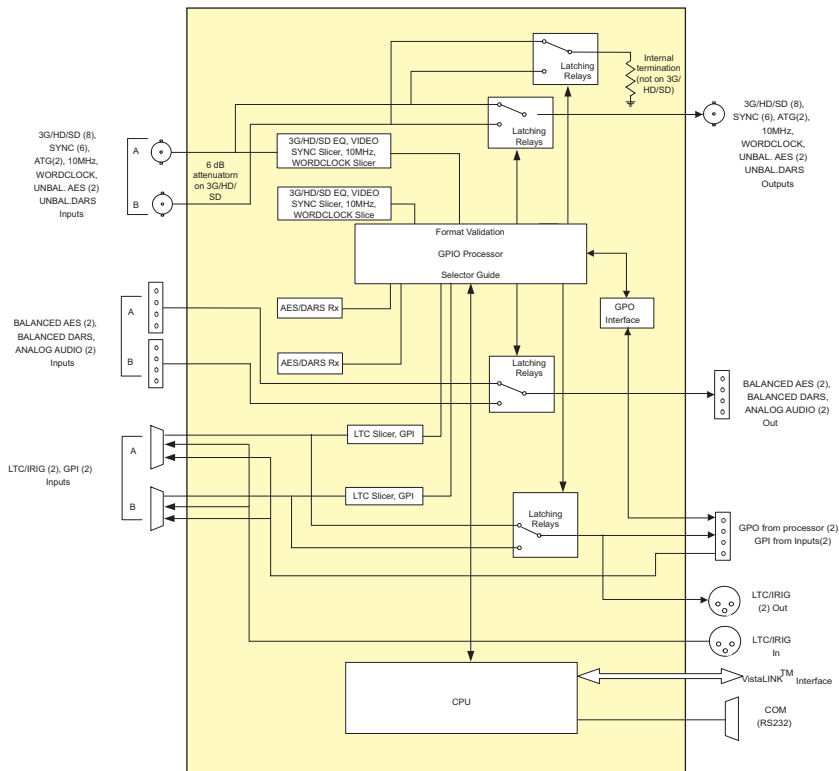 Latching
Relays
Internal
termination
(not on 3G/
HD/SD)
3G/HD/SD (8),
SYNC (6),
ATG(2), 10MHz,
WORDCLOCK,
UNBAL. AES (2)
UNBAL.DARS
Inputs
A
B
6 dB
attenuatorn
on 3G/HD/
SD
3G/HD/SD EQ, VIDEO
SYNC Slicer, 10MHz,
WORDCLOCK Slicer
3G/HD/SD EQ, VIDEO
SYNC Slicer, 10MHz,
WORDCLOCK Slice
Latching
Relays
3G/HD/SD (8),
SYNC (6), ATG(2),
10MHz,
WORDCLOCK,
UNBAL. AES (2)
UNBAL.DARS
Outputs
Format Validation
GPIO Processor
Selector Guide
GPO
Interface
BALANCED AES (2),
BALANCED DARS,
ANALOG AUDIO (2)
Inputs
A
B
AES/DARS Rx
AES/DARS Rx
Latching
Relays
BALANCED AES (2),
BALANCED DARS,
ANALOG AUDIO (2)
Out
LTC/IRIG (2), GPI (2)
Inputs
A
B
LTC Slicer, GPI
LTC Slicer, GPI
Latching
Relays
GPO from processor (2)
GPI from Inputs(2)
LTC/IRIG
(2) Out
LTC/IRIG
In
CPU
VistaLINK TM Interface
COM
(RS232)